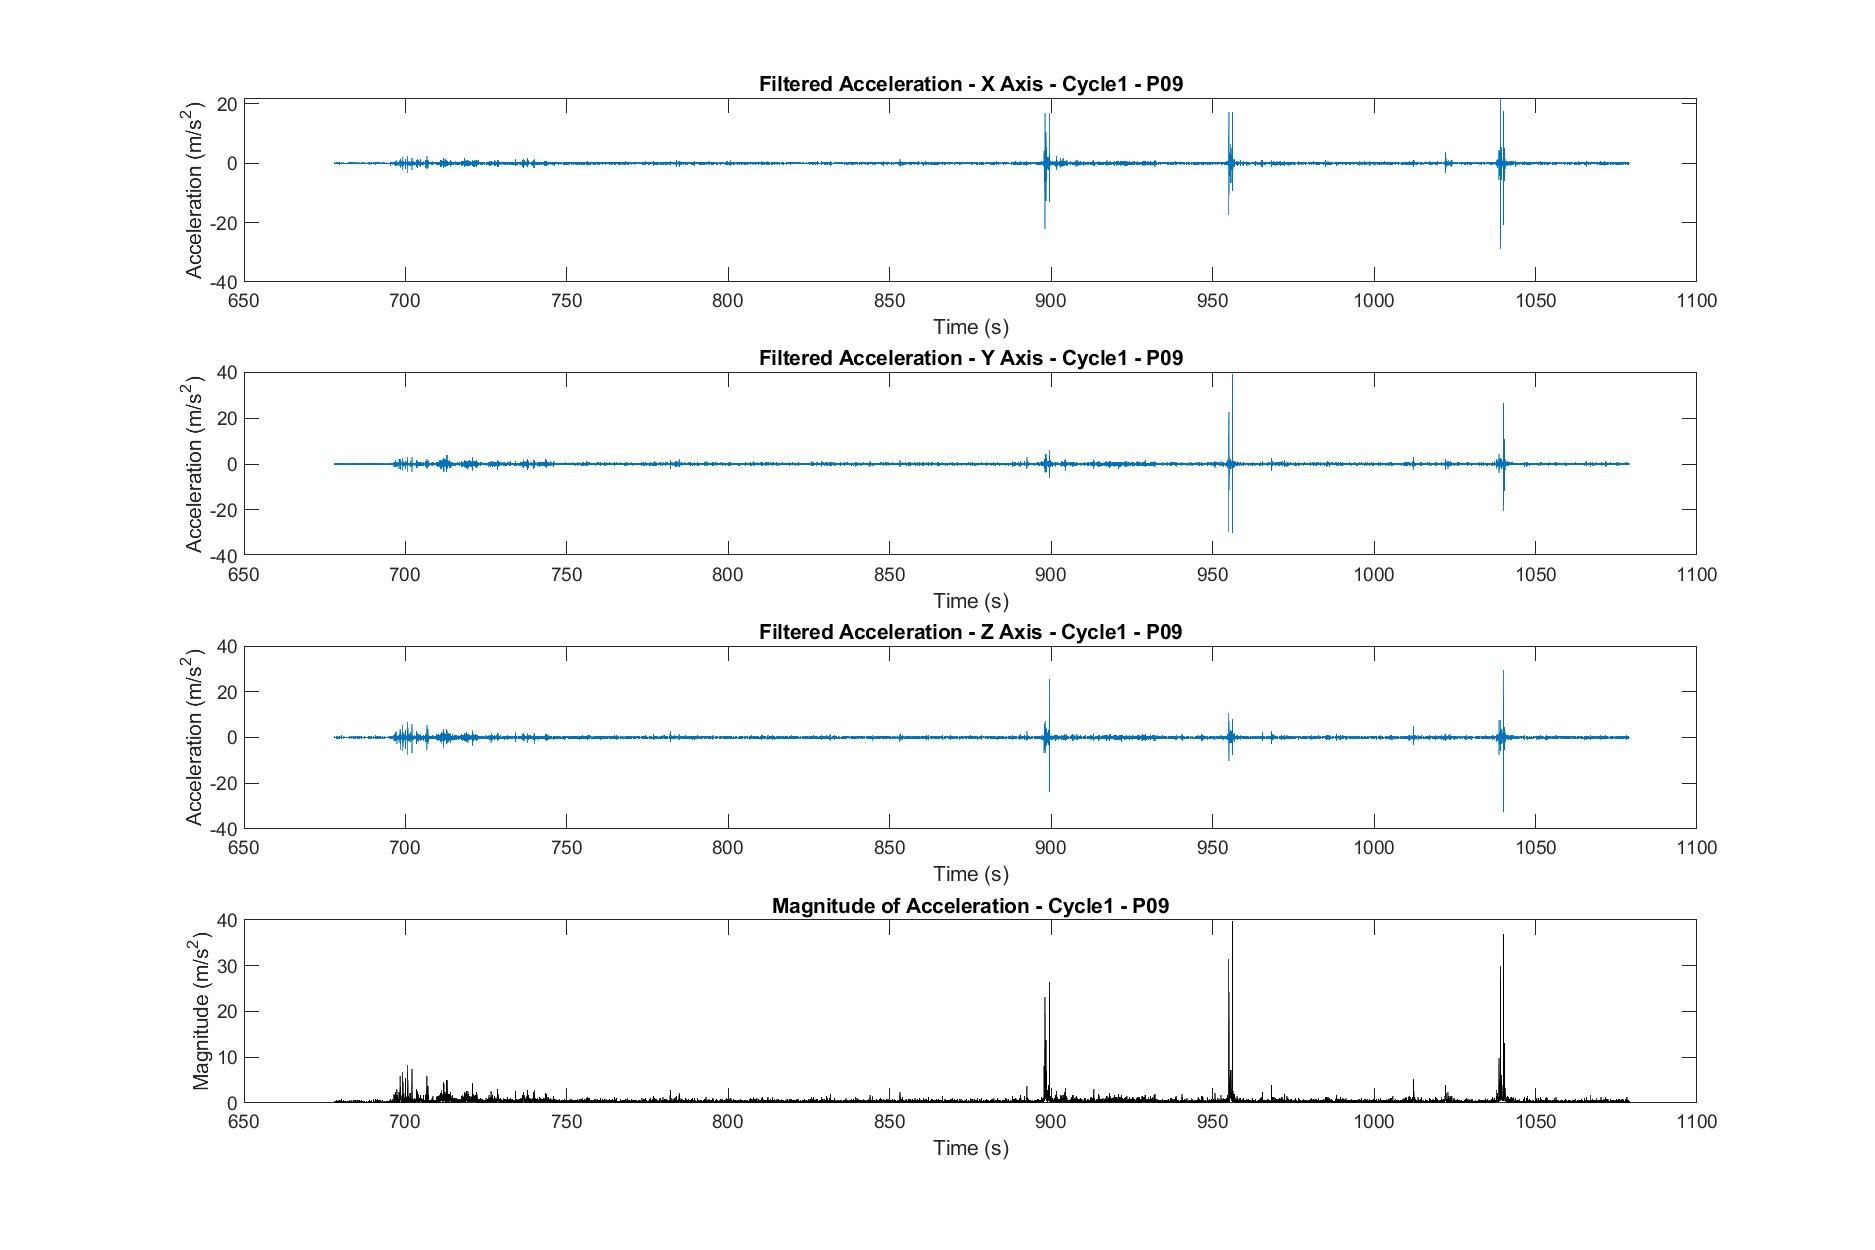 Filtered Acceleration - X Axis - Cycle1 - P09
Acceleration (m/s²)
20
0
-20
-40
650 700 750 800 850 900 950 1000 1050 1100
Time (s)
Filtered Acceleration - Y Axis - Cycle1 - P09
Acceleration (m/s²)
40
20
0
-20
-40
650 700 750 800 850 900 950 1000 1050 1100
Time (s)
Filtered Acceleration - Z Axis - Cycle1 - P09
Acceleration (m/s²)
40
20
0
-20
-40
650 700 750 800 850 900 950 1000 1050 1100
Time (s)
Magnitude of Acceleration - Cycle1 - P09
Magnitude (m/s²)
40
30
20
10
0
650 700 750 800 850 900 950 1000 1050 1100
Time (s)